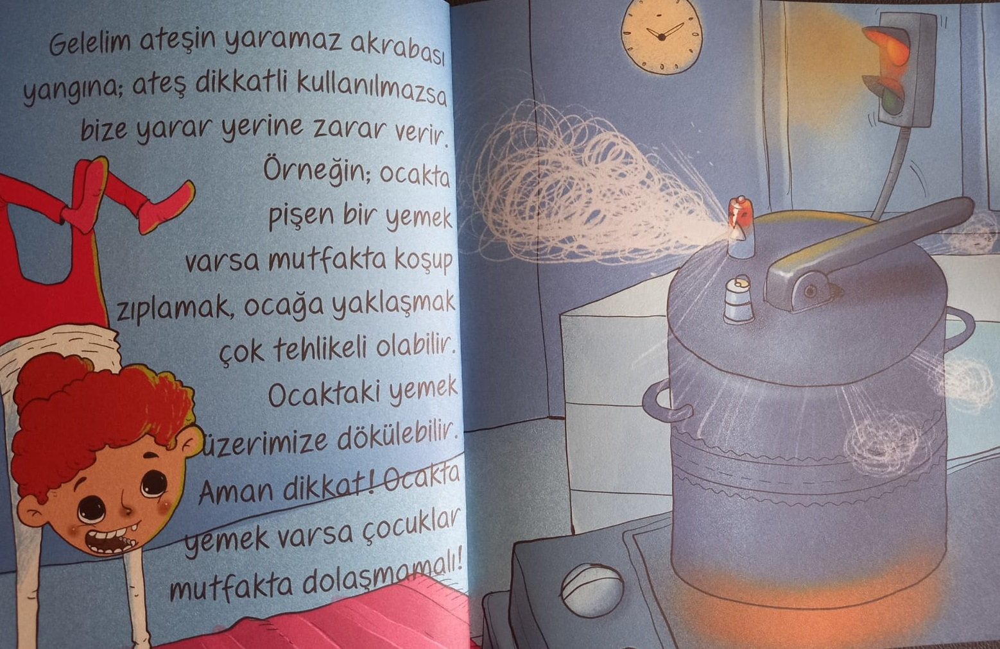 Gelelim ateşin yaramaz akrabası
yangına; ateş dikkatli kullanılmazsa
bize yarar yerine zarar verir.
Örneğin; ocakta
pişen bir yemek
varsa mutfakta koşup
zıplamak, ocağa yaklaşmak
çok tehlikeli olabilir.
Ocaktaki yemek
üzerimize dökülebilir.
Aman dikkat! Ocakta
yemek varsa çocuklar
mutfakta dolaşmamalı!